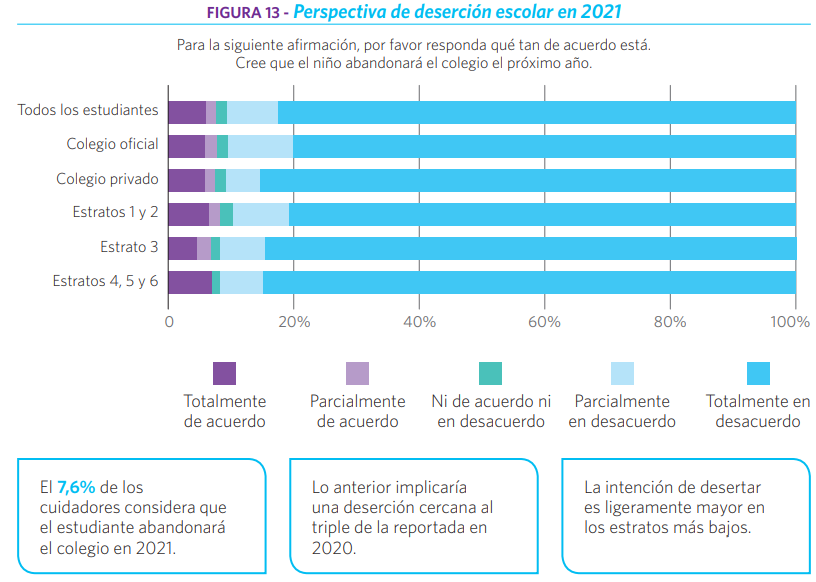 FIGURA 13 - Perspectiva de deserción escolar en 2021
Para la siguiente afirmación, por favor responda qué tan de acuerdo está.
Cree que el niño abandonará el colegio el próximo año.
Todos los estudiantes
Colegio oficial
Colegio privado
Estratos 1 y 2
Estrato 3
Estratos 4, 5 y 6
0 20% 40% 60% 80% 100%
Totalmente
de acuerdo
Parcialmente
de acuerdo
Ni de acuerdo ni
en desacuerdo
Parcialmente
en desacuerdo
Totalmente en
desacuerdo
El 7,6% de los
cuidadores considera que
el estudiante abandonará
el colegio en 2021.
Lo anterior implicaría
una deserción cercana al
triple de la reportada en
2020.
La intención de desertar
es ligeramente mayor en
los estratos más bajos.